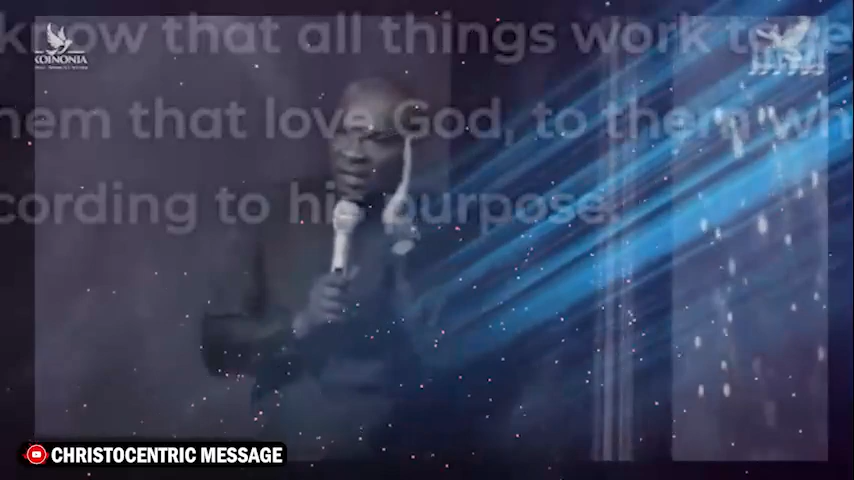 know that all things work to
hem that love God, to them wh
cording to his purpose.
KOINONIA
CHRISTOCENTRIC MESSAGE